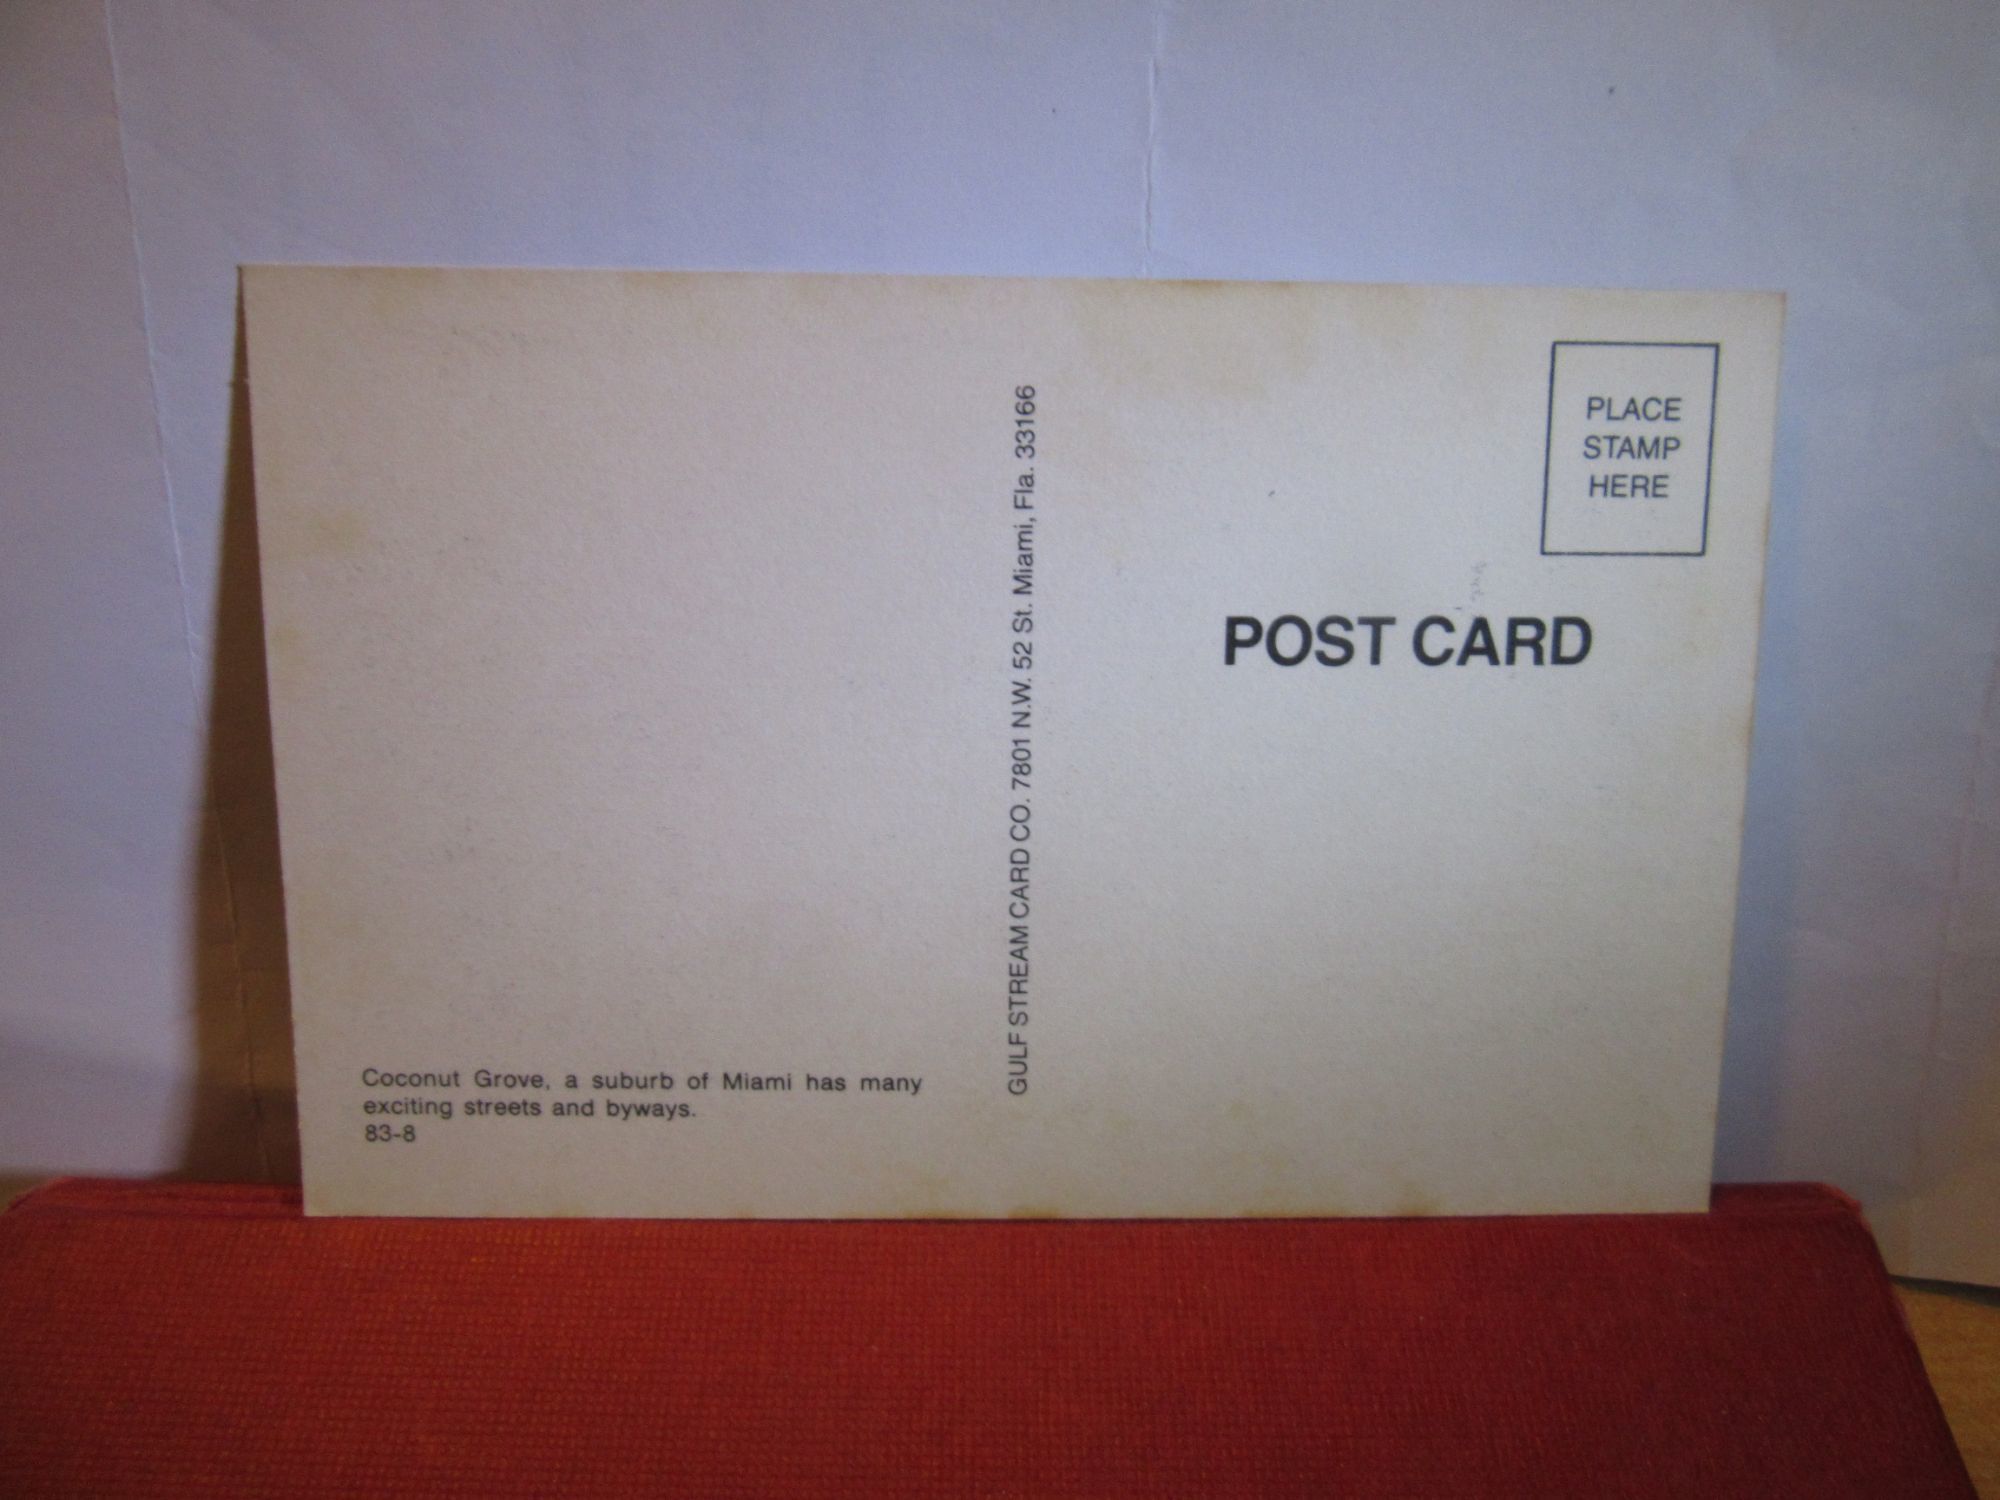 Coconut Grove, a suburb of Miami has many
exciting streets and byways.
83-8
GULF STREAM CARD CO. 7801 N.W. 52 St. Miami, Fla. 33166
PLACE
STAMP
HERE
POST CARD